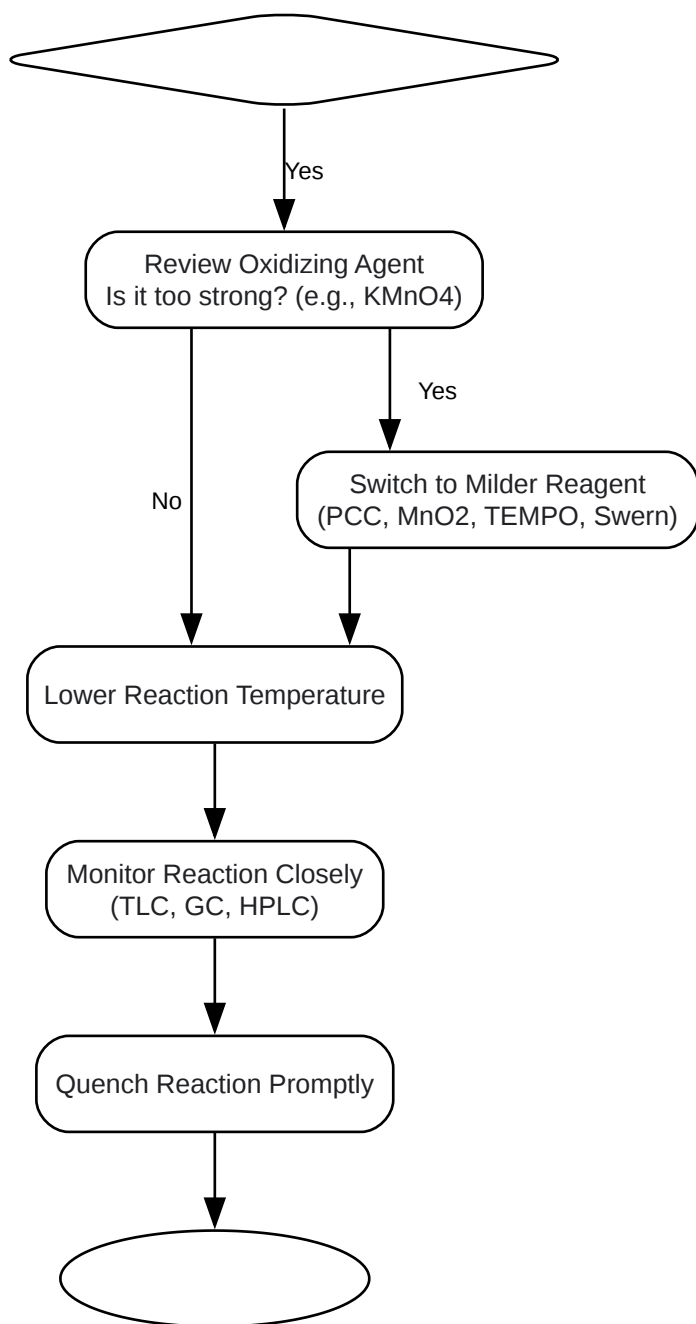 Yes
Review Oxidizing Agent
Is it too strong? (e.g., KMnO4)
Yes
No
Switch to Milder Reagent
(PCC, MnO2, TEMPO, Swern)
Lower Reaction Temperature
Monitor Reaction Closely
(TLC, GC, HPLC)
Quench Reaction Promptly